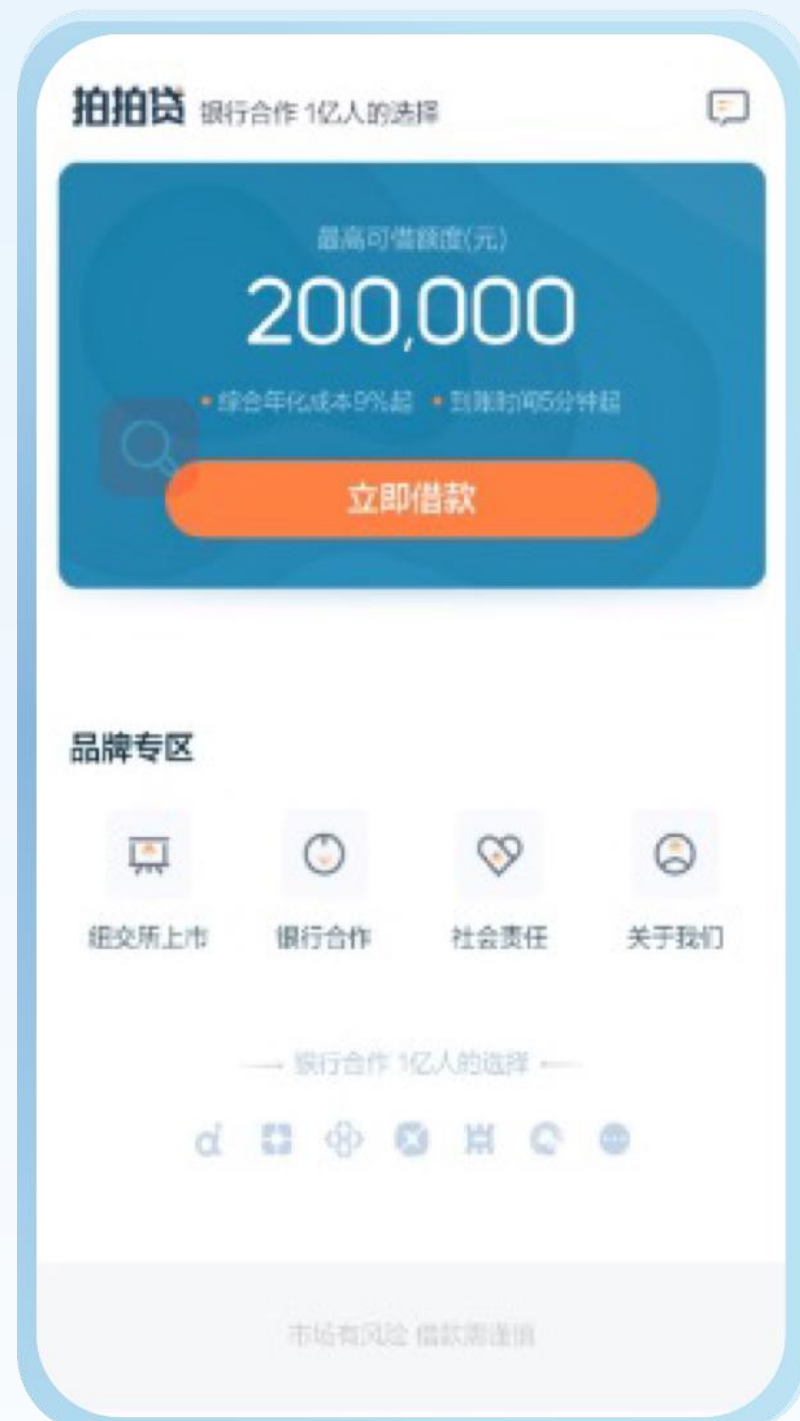 拍拍贷 银行合作 1亿人的选择
最高可借额度(元)
200,000
• 综合年化成本9%起 • 到账时间5分钟起
立即借款
品牌专区
纽交所上市 银行合作 社会责任 关于我们
银行合作 1亿人的选择
市场有风险 借款需谨慎